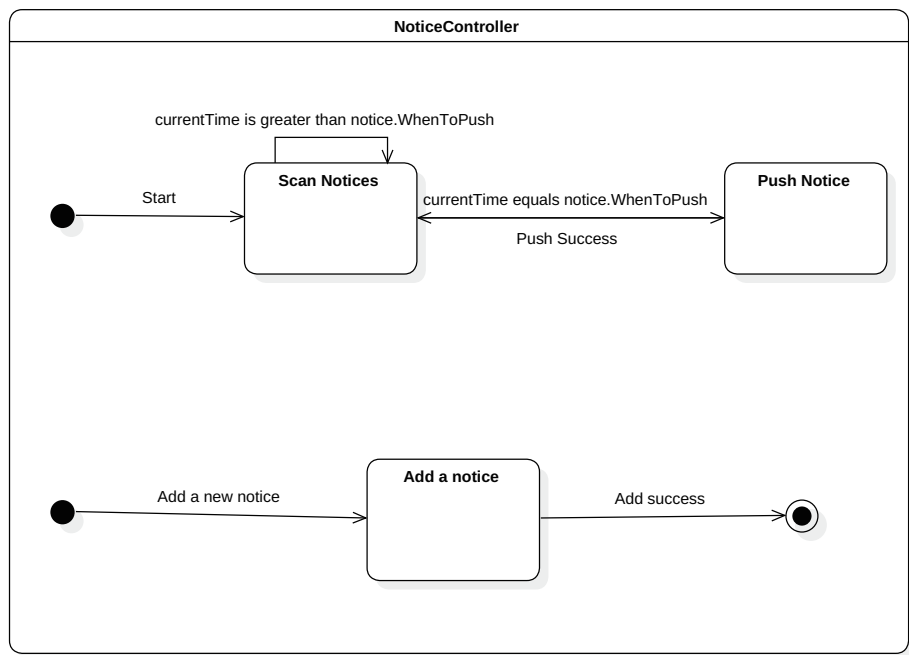 NoticeController
currentTime is greater than notice.WhenToPush
Scan Notices
Push Notice
Start
currentTime equals notice.WhenToPush
Push Success
Add a notice
Add a new notice
Add success